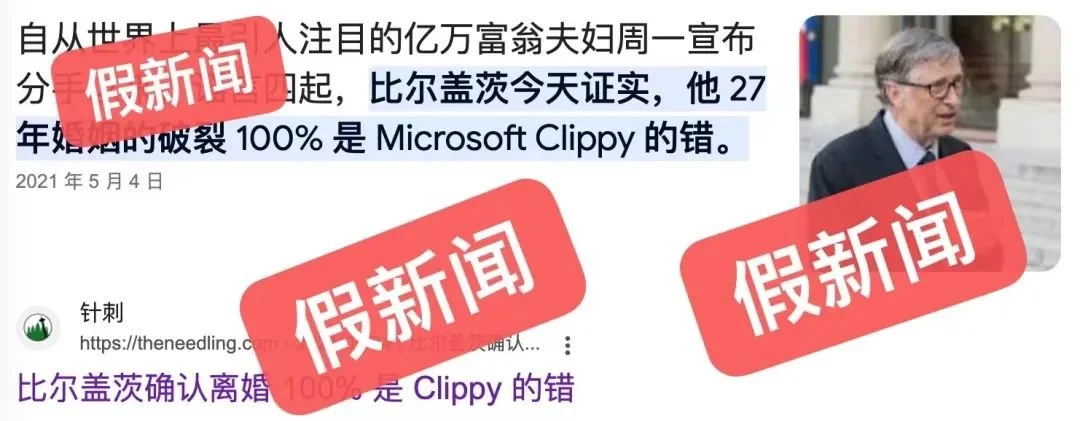 自从世界上最引人注目的亿万富翁夫妇周一宣布
分手 四起，比尔盖茨今天证实，他 27
年婚姻的破裂 100% 是 Microsoft Clippy 的错。
2021 年 5 月 4 日
假新闻
假新闻
假新闻
针刺
https://theneedling.com 比尔盖茨确认...
比尔盖茨确认离婚 100% 是 Clippy 的错